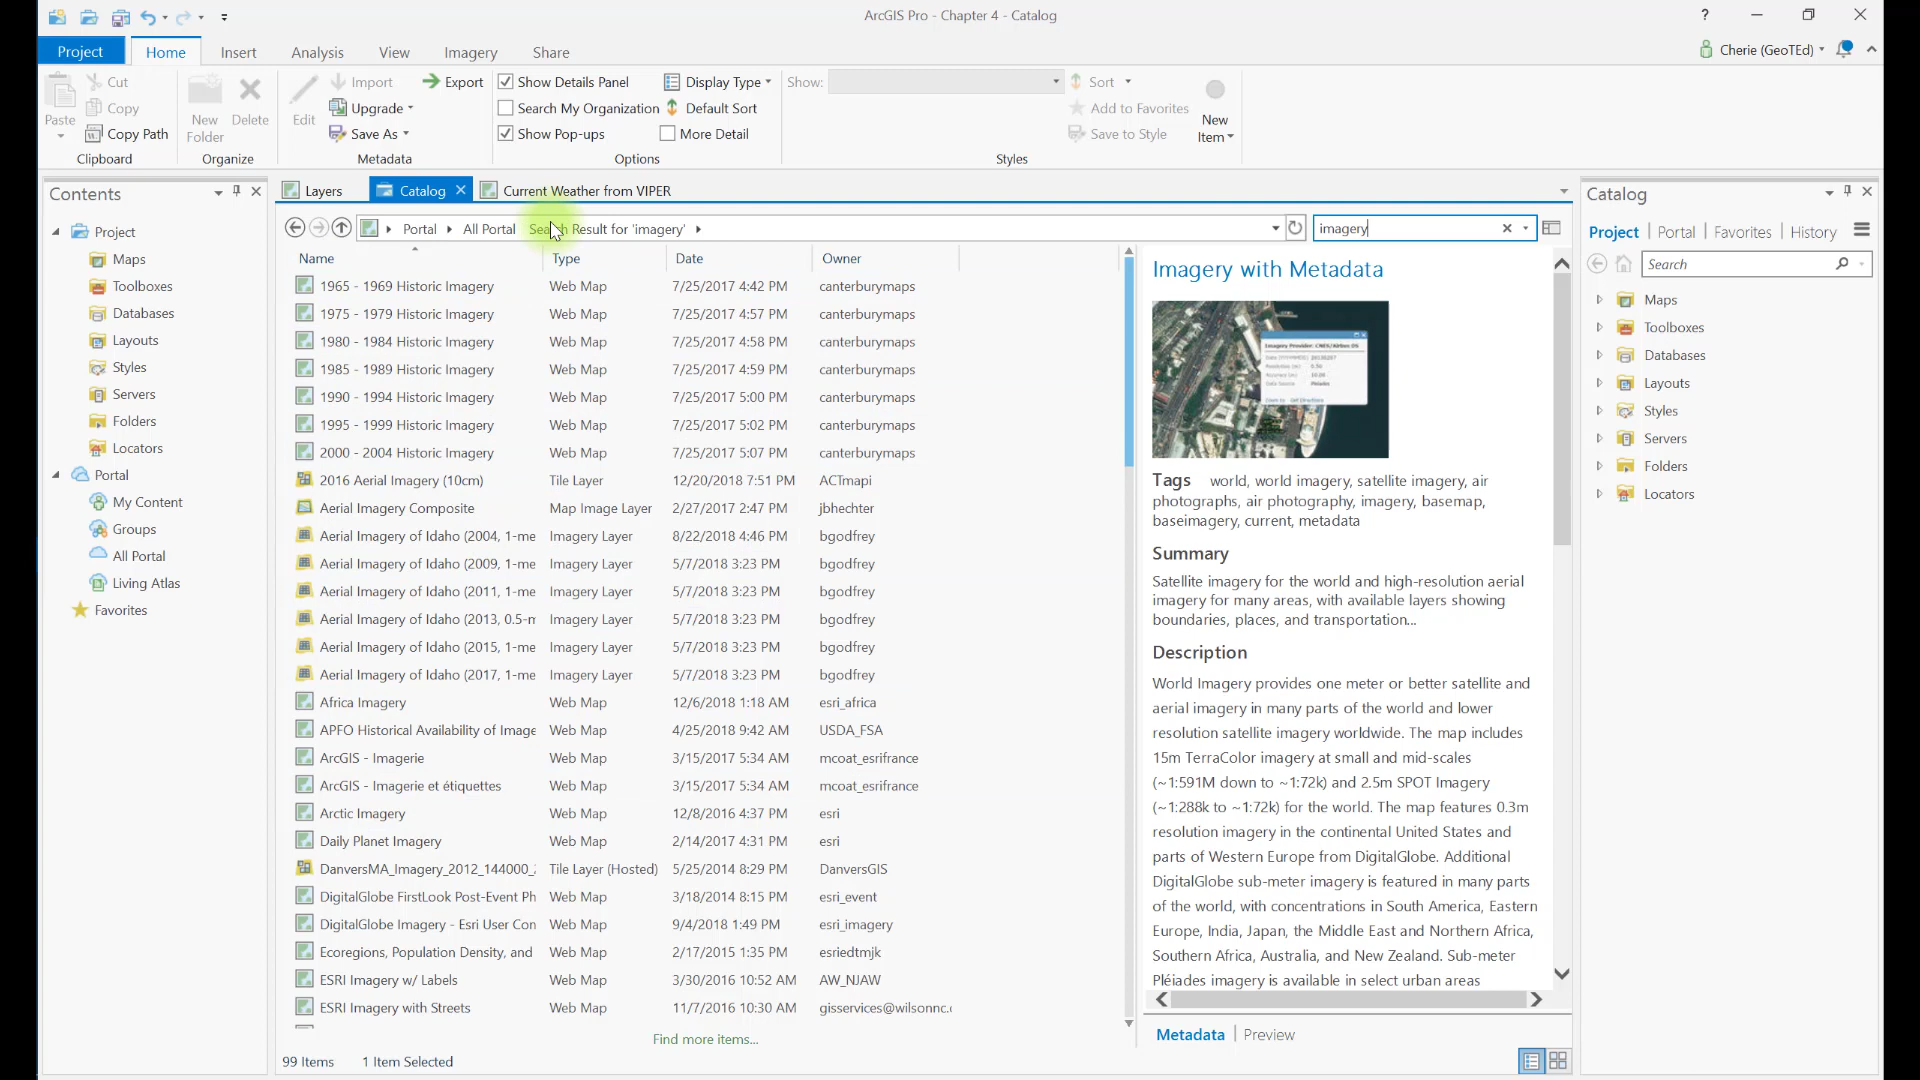 ArcGIS Pro - Chapter 4 - Catalog
?
Project Home Insert Analysis View Imagery Share
Cherie (GeoTEd)
Paste
Cut
Copy
Copy Path
Clipboard
New Folder
Delete
Organize
Edit
Import
Upgrade
Save As
Export
Metadata
Show Details Panel
Search My Organization
Show Pop-ups
Display Type
Default Sort
More Detail
Options
Show:
Sort
Add to Favorites
Save to Style
New Item
Styles
Contents
Project
Maps
Toolboxes
Databases
Layouts
Styles
Servers
Folders
Locators
Portal
My Content
Groups
All Portal
Living Atlas
Favorites
Layers Catalog Current Weather from VIPER
Portal All Portal Search Result for 'imagery'
imagery
Name Type Date Owner
1965 - 1969 Historic Imagery Web Map 7/25/2017 4:42 PM canterburymaps
1975 - 1979 Historic Imagery Web Map 7/25/2017 4:57 PM canterburymaps
1980 - 1984 Historic Imagery Web Map 7/25/2017 4:58 PM canterburymaps
1985 - 1989 Historic Imagery Web Map 7/25/2017 4:59 PM canterburymaps
1990 - 1994 Historic Imagery Web Map 7/25/2017 5:00 PM canterburymaps
1995 - 1999 Historic Imagery Web Map 7/25/2017 5:02 PM canterburymaps
2000 - 2004 Historic Imagery Web Map 7/25/2017 5:07 PM canterburymaps
2016 Aerial Imagery (10cm) Tile Layer 12/20/2018 7:51 PM ACTmapi
Aerial Imagery Composite Map Image Layer 2/27/2017 2:47 PM jbhechter
Aerial Imagery of Idaho (2004, 1-me Imagery Layer 8/22/2018 4:46 PM bgodfrey
Aerial Imagery of Idaho (2009, 1-me Imagery Layer 5/7/2018 3:23 PM bgodfrey
Aerial Imagery of Idaho (2011, 1-me Imagery Layer 5/7/2018 3:23 PM bgodfrey
Aerial Imagery of Idaho (2013, 0.5-m Imagery Layer 5/7/2018 3:23 PM bgodfrey
Aerial Imagery of Idaho (2015, 1-me Imagery Layer 5/7/2018 3:23 PM bgodfrey
Aerial Imagery of Idaho (2017, 1-me Imagery Layer 5/7/2018 3:23 PM bgodfrey
Africa Imagery Web Map 12/6/2018 1:18 AM esri_africa
APFO Historical Availability of Image Web Map 4/25/2018 9:42 AM USDA_FSA
ArcGIS - Imagerie Web Map 3/15/2017 5:34 AM mcoat_esrifrance
ArcGIS - Imagerie et étiquettes Web Map 3/15/2017 5:34 AM mcoat_esrifrance
Arctic Imagery Web Map 12/8/2016 4:37 PM esri
Daily Planet Imagery Web Map 2/14/2017 4:31 PM esri
DanversMA_Imagery_2012_144000_ Tile Layer (Hosted) 5/25/2014 8:29 PM DanversGIS
DigitalGlobe FirstLook Post-Event Ph Web Map 3/18/2014 8:15 PM esri_event
DigitalGlobe Imagery - Esri User Con Web Map 9/4/2018 1:49 PM esri_imagery
Ecoregions, Population Density, and Web Map 2/17/2015 1:35 PM esriedtmjk
ESRI Imagery w/ Labels Web Map 3/30/2016 10:52 AM AW_NJAW
ESRI Imagery with Streets Web Map 11/7/2016 10:30 AM gisservices@wilsonnc.
Find more items...
99 Items 1 Item Selected
Imagery with Metadata
Tags world, world imagery, satellite imagery, air
photographs, air photography, imagery, basemap,
baseimagery, current, metadata
Summary
Satellite imagery for the world and high-resolution aerial
imagery for many areas, with available layers showing
boundaries, places, and transportation...
Description
World Imagery provides one meter or better satellite and
aerial imagery in many parts of the world and lower
resolution satellite imagery worldwide. The map includes
15m TerraColor imagery at small and mid-scales
(~1:591M down to ~1:72k) and 2.5m SPOT Imagery
(~1:288k to ~1:72k) for the world. The map features 0.3m
resolution imagery in the continental United States and
parts of Western Europe from DigitalGlobe. Additional
DigitalGlobe sub-meter imagery is featured in many parts
of the world, with concentrations in South America, Eastern
Europe, India, Japan, the Middle East and Northern Africa,
Southern Africa, Australia, and New Zealand. Sub-meter
Pléiades imagery is available in select urban areas
Metadata Preview
Catalog
Project Portal Favorites History
Search
Maps
Toolboxes
Databases
Layouts
Styles
Servers
Folders
Locators